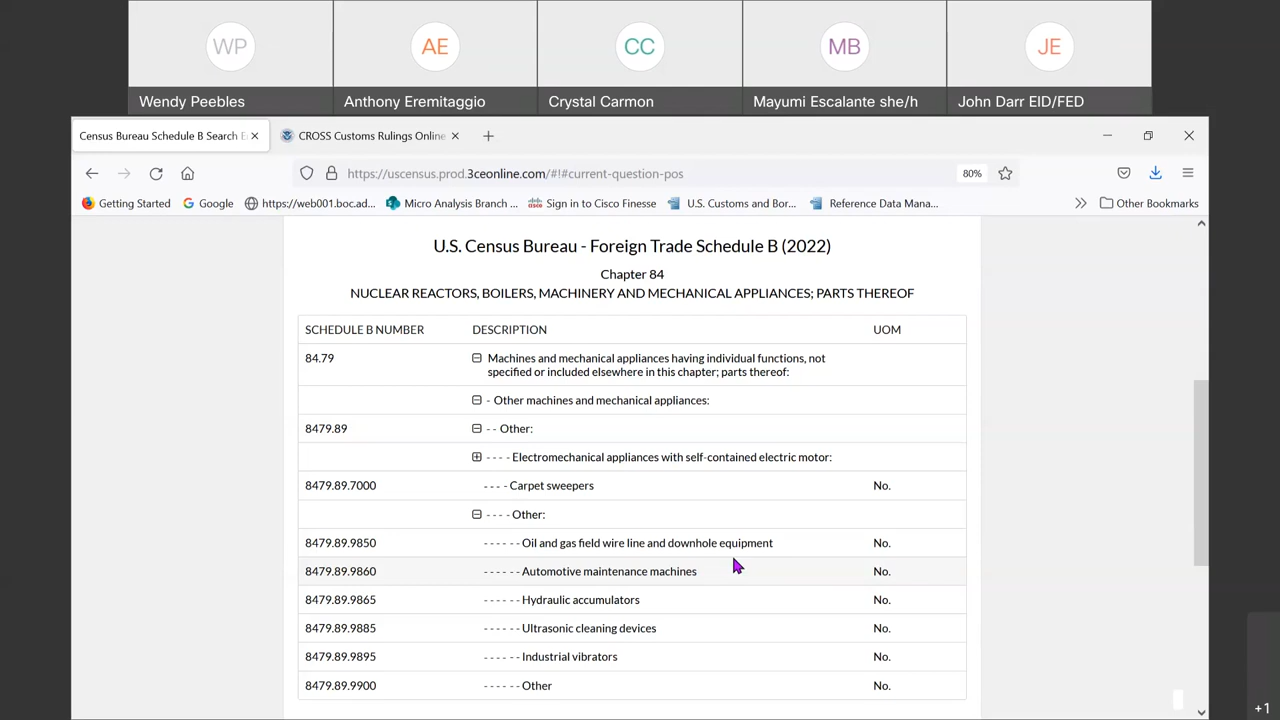 WP AE CC MB JE
Wendy Peebles Anthony Eremitaggio Crystal Carmon Mayumi Escalante she/h John Darr EID/FED
Census Bureau Schedule B Search E CROSS Customs Rulings Online
https://uscensus.prod.3ceonline.com/#!#current-question-pos 80%
Getting Started Google https://web001.boc.ad... Micro Analysis Branch ... Sign in to Cisco Finesse U.S. Customs and Bor... Reference Data Mana... Other Bookmarks
U.S. Census Bureau - Foreign Trade Schedule B (2022)
Chapter 84
NUCLEAR REACTORS, BOILERS, MACHINERY AND MECHANICAL APPLIANCES; PARTS THEREOF
SCHEDULE B NUMBER DESCRIPTION UOM
84.79 Machines and mechanical appliances having individual functions, not
specified or included elsewhere in this chapter; parts thereof:
- Other machines and mechanical appliances:
8479.89 - - Other:
- - - - Electromechanical appliances with self-contained electric motor:
8479.89.7000 - - - - Carpet sweepers No.
- - - - Other:
8479.89.9850 - - - - - - Oil and gas field wire line and downhole equipment No.
8479.89.9860 - - - - - - Automotive maintenance machines No.
8479.89.9865 - - - - - - Hydraulic accumulators No.
8479.89.9885 - - - - - - Ultrasonic cleaning devices No.
8479.89.9895 - - - - - - Industrial vibrators No.
8479.89.9900 - - - - - - Other No.
+1